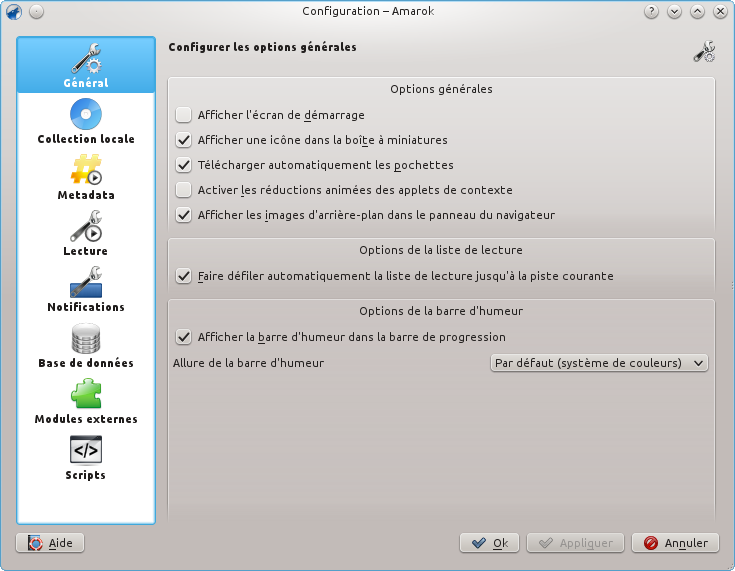 Configuration – Amarok
Configurer les options générales
Général
Collection locale
Metadata
Lecture
Notifications
Base de données
Modules externes
Scripts
Options générales
Afficher l'écran de démarrage
Afficher une icône dans la boîte à miniatures
Télécharger automatiquement les pochettes
Activer les réductions animées des applets de contexte
Afficher les images d'arrière-plan dans le panneau du navigateur
Options de la liste de lecture
Faire défiler automatiquement la liste de lecture jusqu'à la piste courante
Options de la barre d'humeur
Afficher la barre d'humeur dans la barre de progression
Allure de la barre d'humeur Par défaut (système de couleurs)
Aide Ok Appliquer Annuler